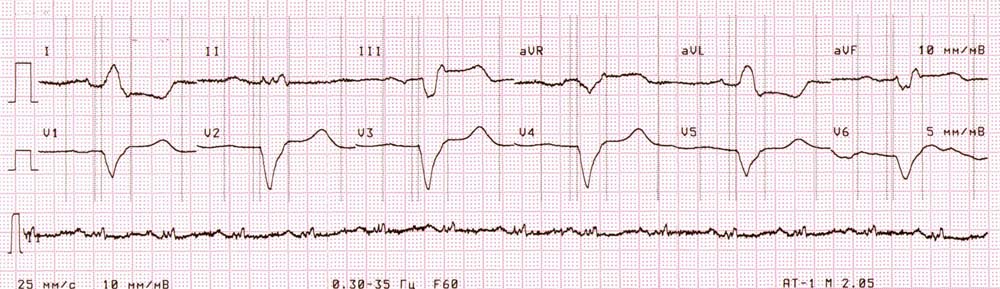 I II III aVR aVL aVF 10 мм/мВ
V1 V2 V3 V4 V5 V6 5 мм/мВ
II
25 мм/с 10 мм/мВ 0.30-35 Гц F60 AT-1 M 2.05